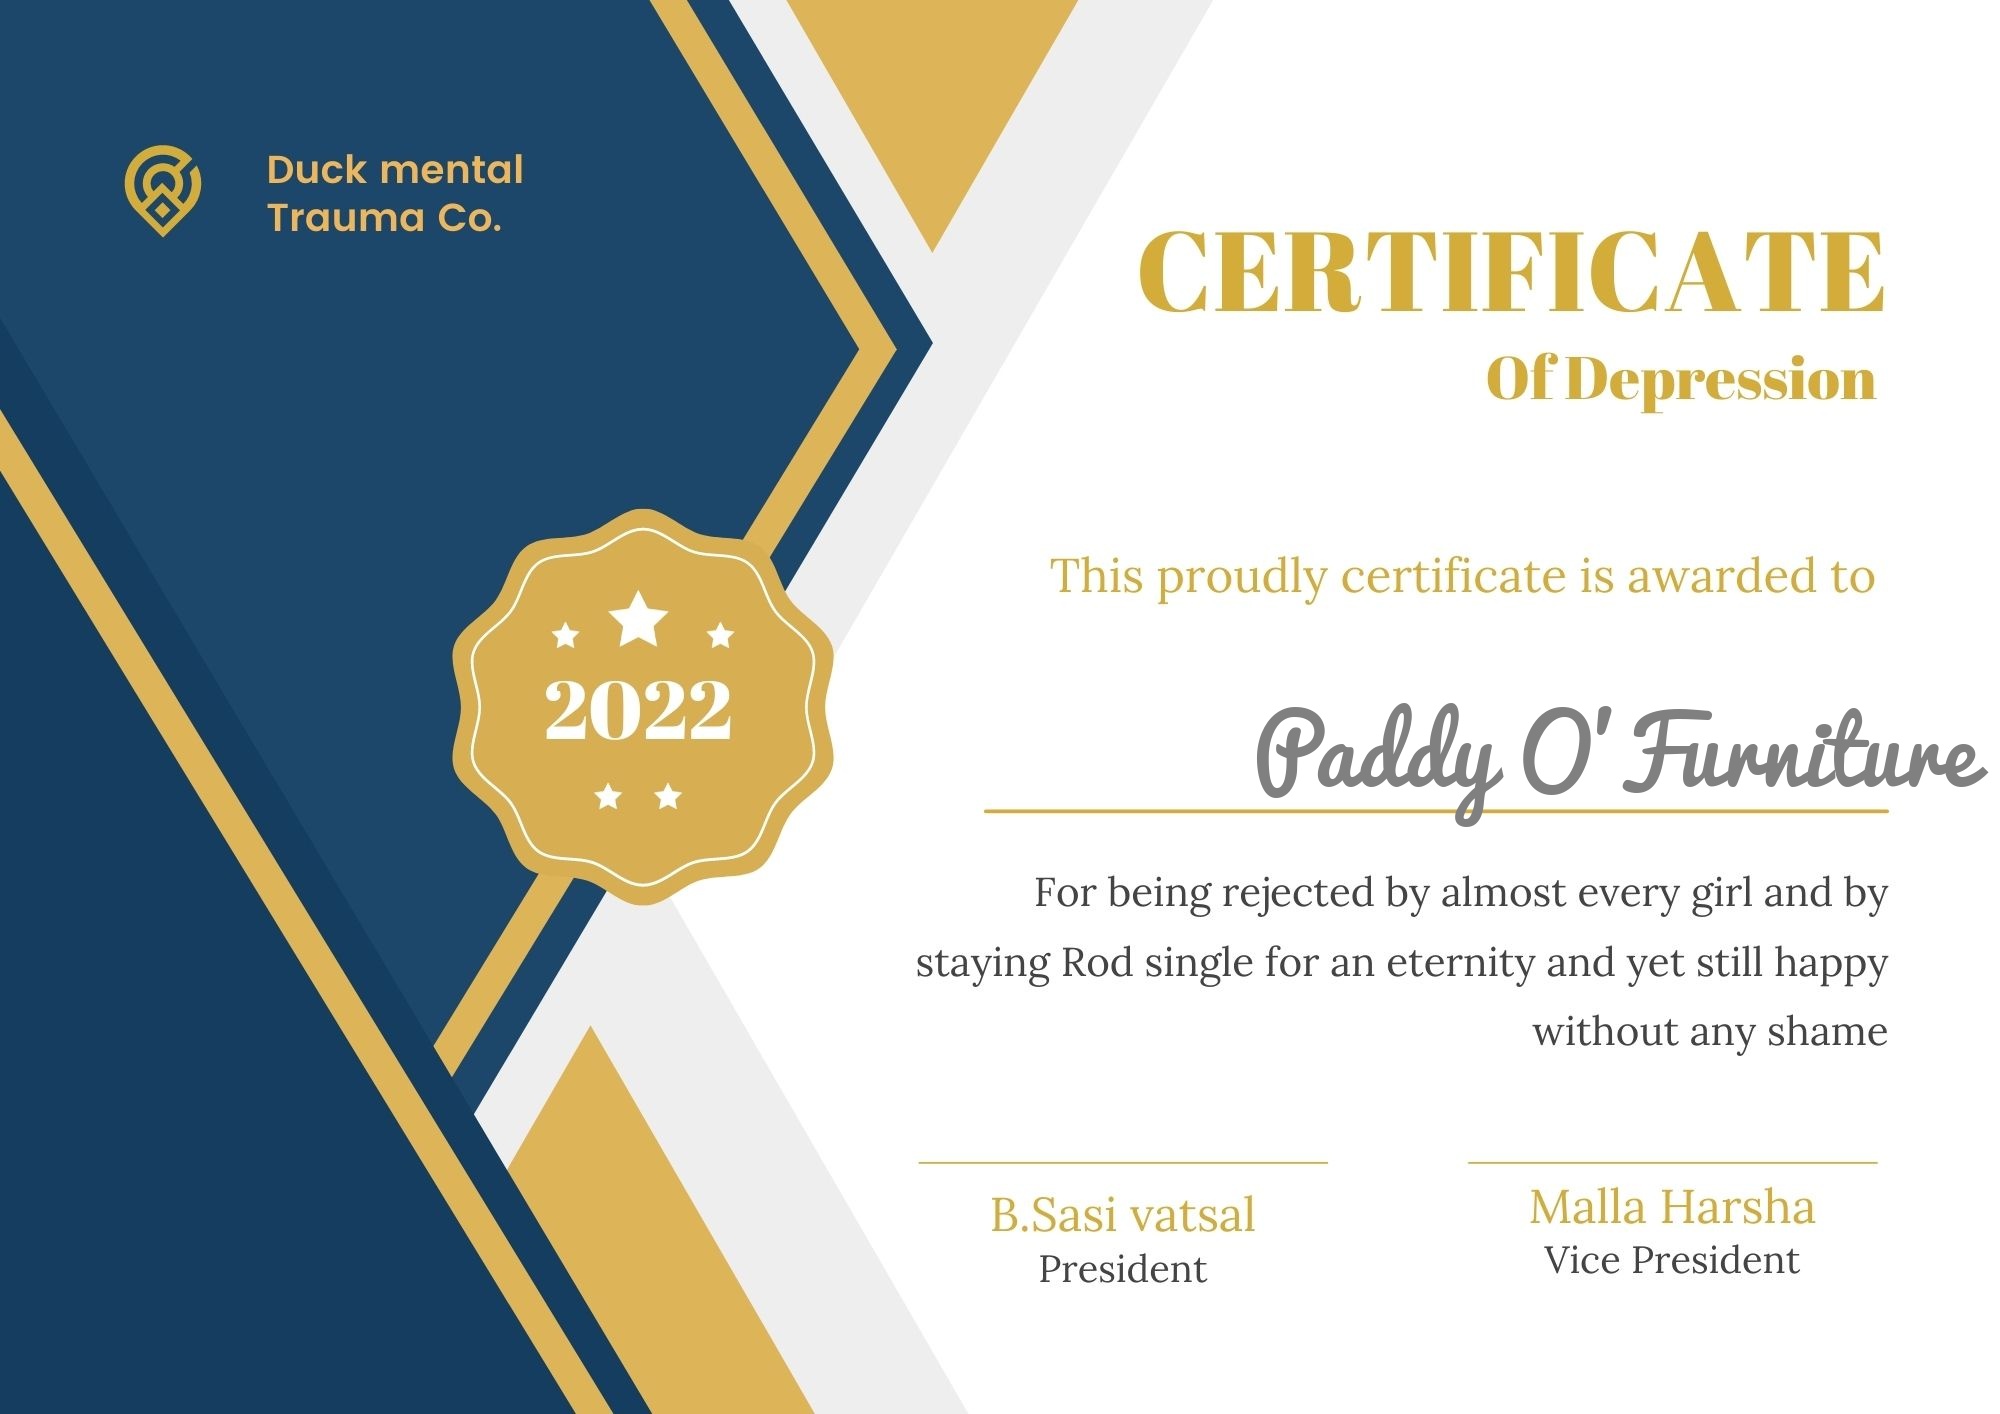 Duck mental
Trauma Co.
CERTIFICATE
Of Depression
This proudly certificate is awarded to
2022
Paddy O' Furniture
For being rejected by almost every girl and by
staying Rod single for an eternity and yet still happy
without any shame
B.Sasi vatsal
President
Malla Harsha
Vice President